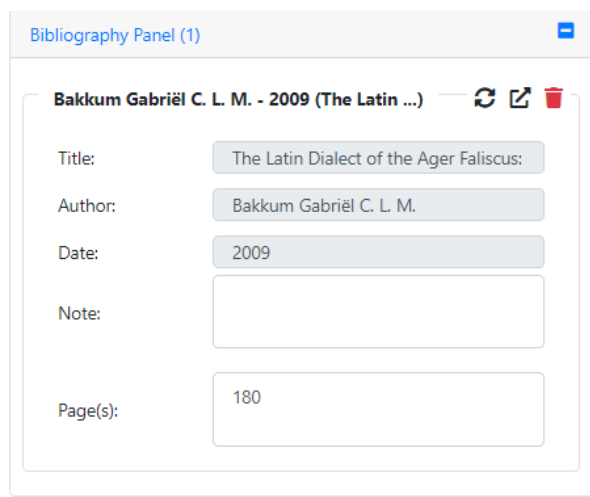 Bibliography Panel (1)
Bakkum Gabriël C. L. M. - 2009 (The Latin ...)
Title: The Latin Dialect of the Ager Faliscus:
Author: Bakkum Gabriël C. L. M.
Date: 2009
Note:
Page(s): 180